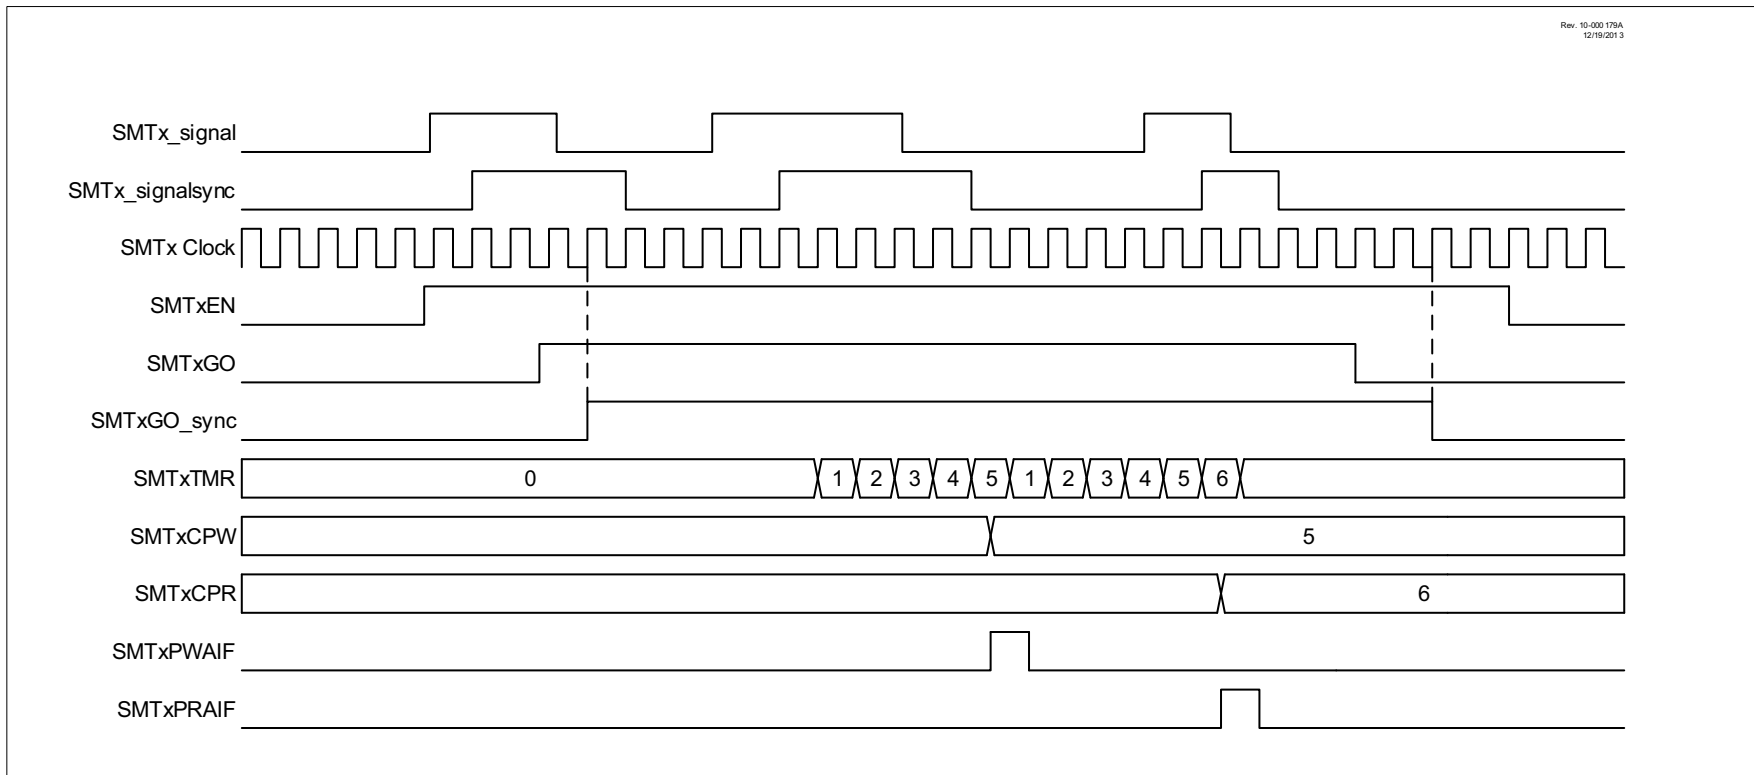 Rev. 10-000 179A
12/19/2013
SMTx_signal
SMTx_signalsync
SMTx Clock
SMTxEN
SMTxGO
SMTxGO_sync
SMTxTMR 0 1 2 3 4 5 1 2 3 4 5 6
SMTxCPW 5
SMTxCPR 6
SMTxPWAIF
SMTxPRAIF